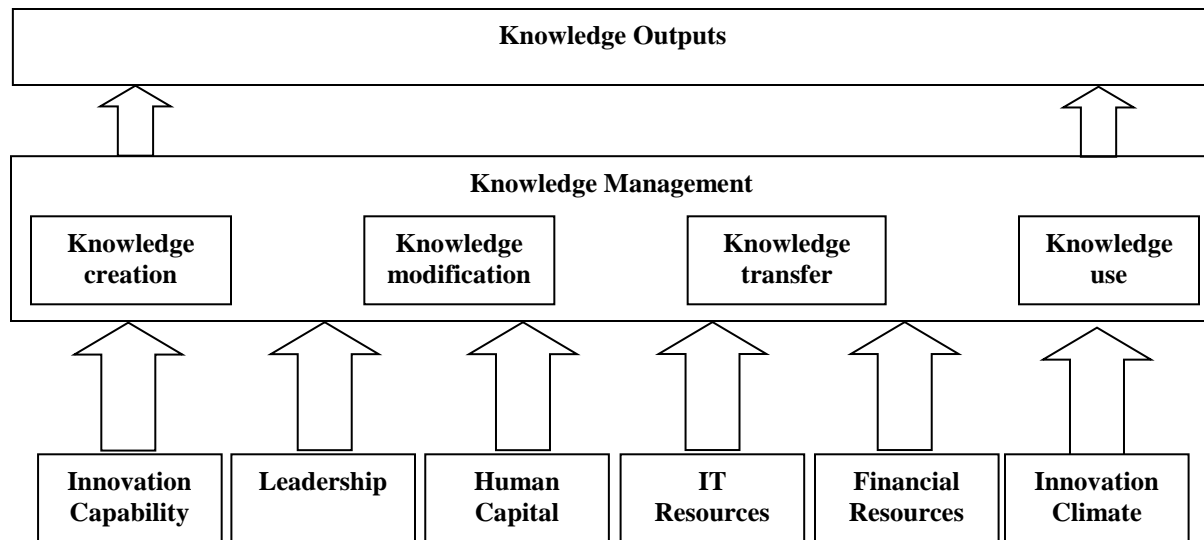 Knowledge Outputs
Knowledge Management
Knowledge
creation
Knowledge
modification
Knowledge
transfer
Knowledge
use
Innovation
Capability
Leadership
Human
Capital
IT
Resources
Financial
Resources
Innovation
Climate